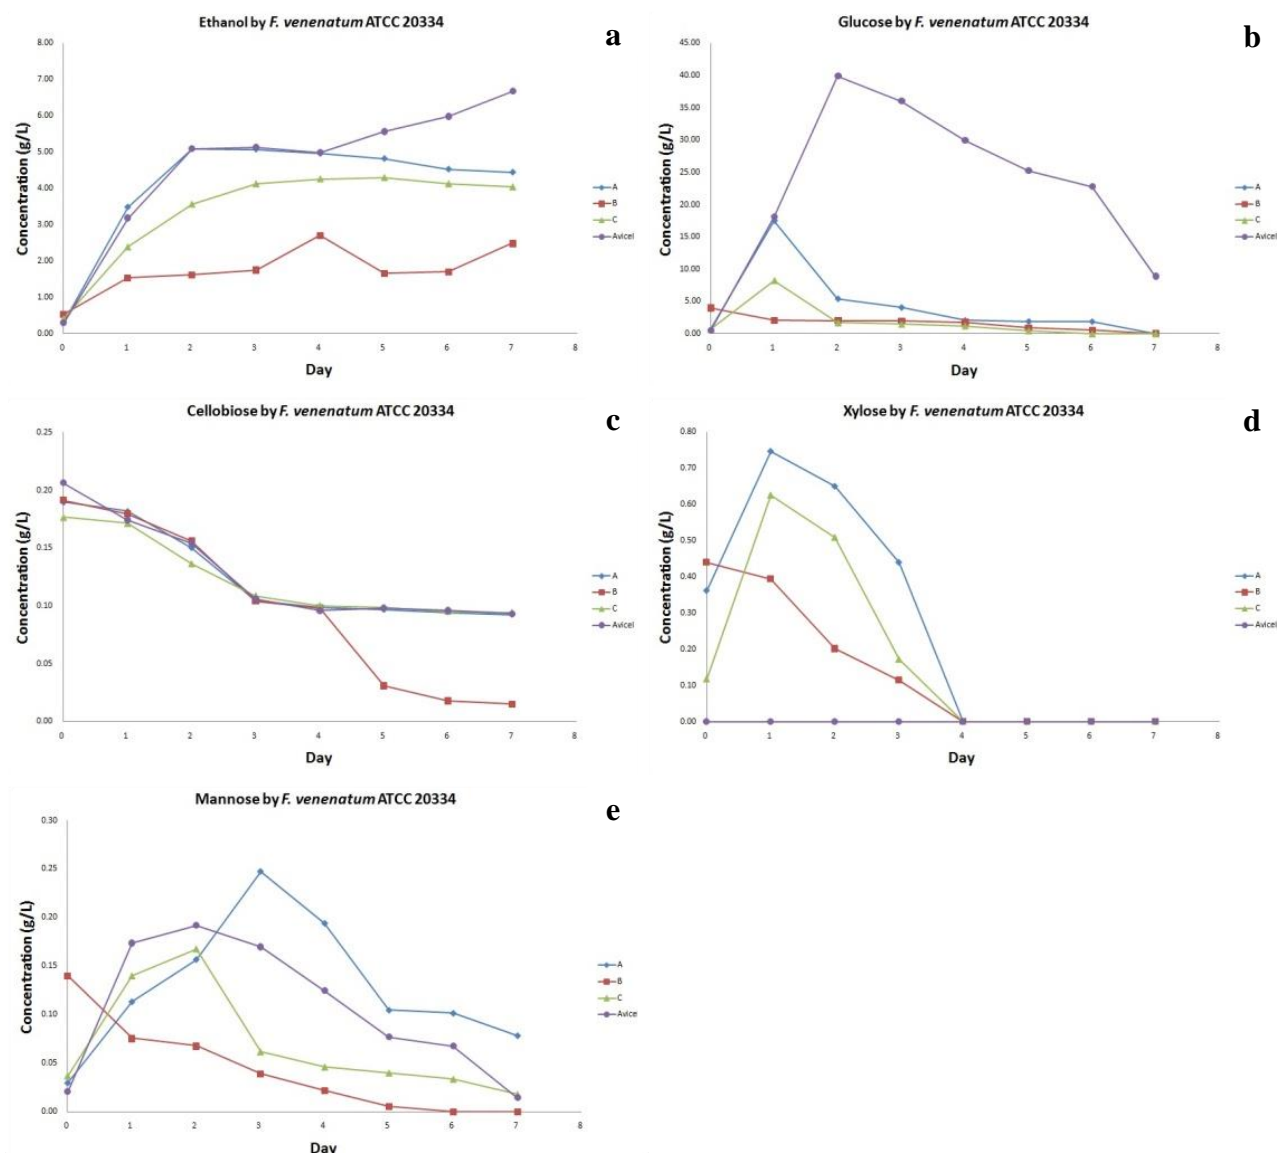 Ethanol by F. venenatum ATCC 20334
a
8.00
7.00
6.00
5.00
4.00
3.00
2.00
1.00
0.00
Concentration (g/L)
0 1 2 3 4 5 6 7 8
Day
A
B
C
Avicel
Glucose by F. venenatum ATCC 20334
b
45.00
40.00
35.00
30.00
25.00
20.00
15.00
10.00
5.00
0.00
Concentration (g/L)
0 1 2 3 4 5 6 7 8
Day
A
B
C
Avicel
Cellobiose by F. venenatum ATCC 20334
c
0.25
0.20
0.15
0.10
0.05
0.00
Concentration (g/L)
0 1 2 3 4 5 6 7 8
Day
A
B
C
Avicel
Xylose by F. venenatum ATCC 20334
d
0.80
0.70
0.60
0.50
0.40
0.30
0.20
0.10
0.00
Concentration (g/L)
0 1 2 3 4 5 6 7 8
Day
A
B
C
Avicel
Mannose by F. venenatum ATCC 20334
e
0.30
0.25
0.20
0.15
0.10
0.05
0.00
Concentration (g/L)
0 1 2 3 4 5 6 7 8
Day
A
B
C
Avice